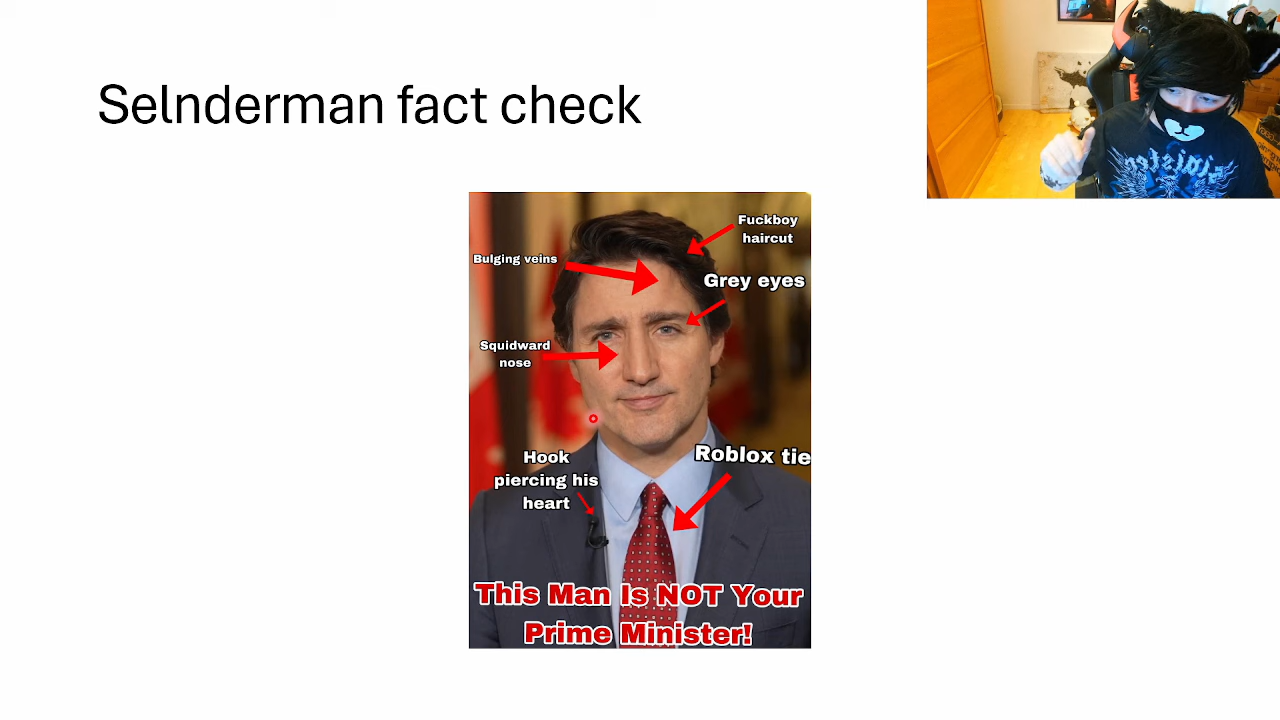 Selnderman fact check
Fuckboy
haircut
Bulging veins
Grey eyes
Squidward
nose
Hook
piercing his
heart
Roblox tie
This Man Is NOT Your
Prime Minister!